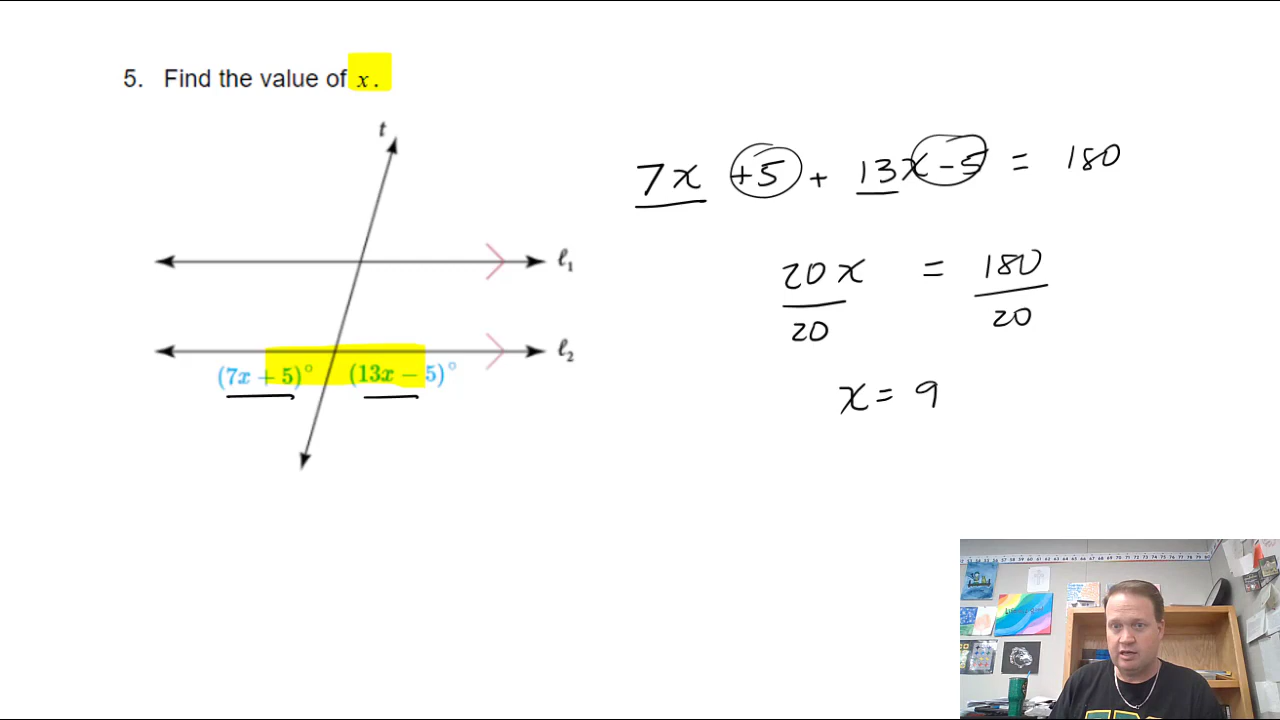 5. Find the value of x.
t
ℓ₁
ℓ₂
(7x + 5)° (13x − 5)°
7x +5 + 13x −5 = 180
20x = 180
20 20
x = 9